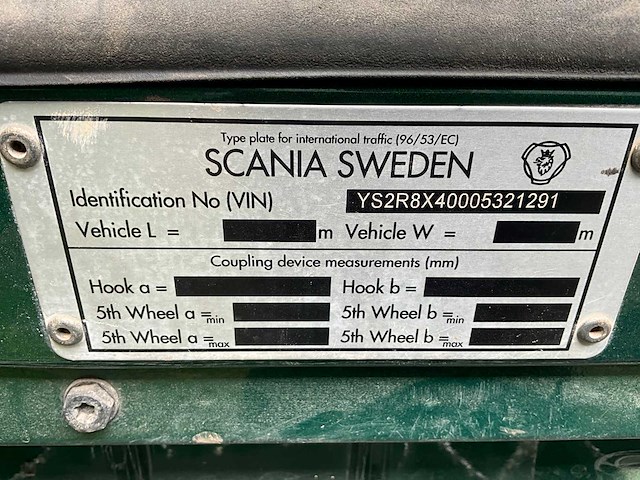 Type plate for international traffic (96/53/EC)
SCANIA SWEDEN
Identification No (VIN) YS2R8X40005321291
Vehicle L = m Vehicle W = m
Coupling device measurements (mm)
Hook a = Hook b =
5th Wheel a =min 5th Wheel b =min
5th Wheel a =max 5th Wheel b =max